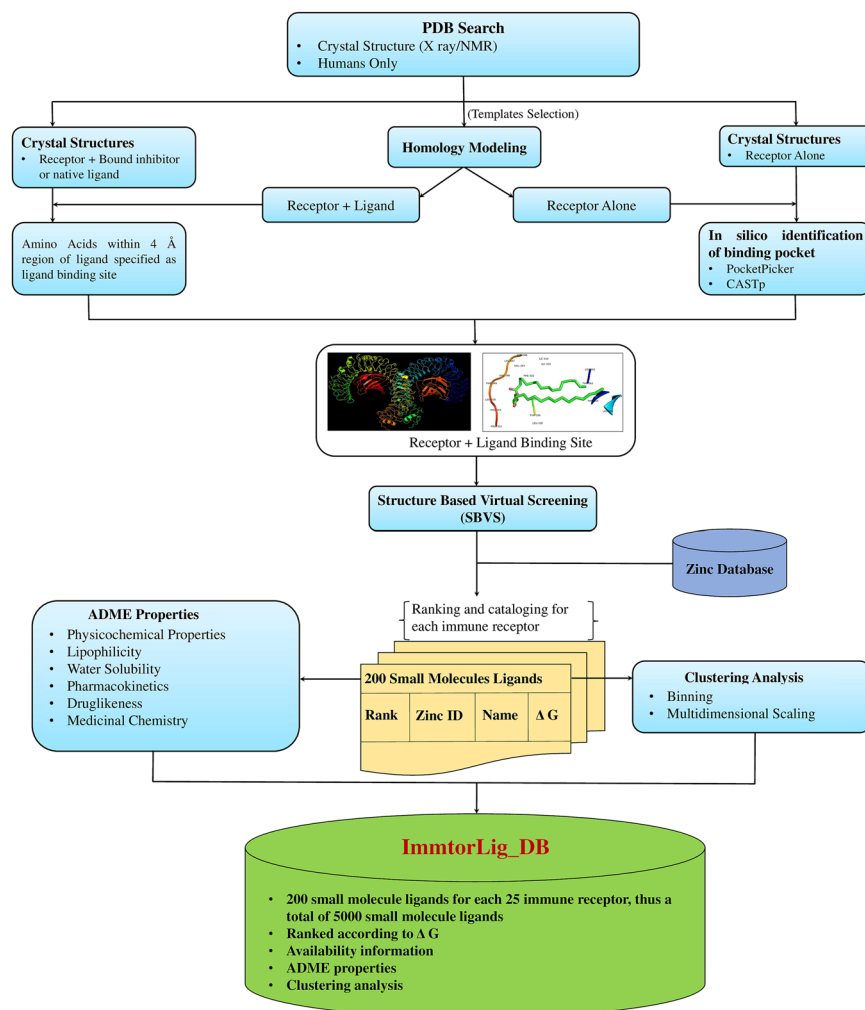 PDB Search
• Crystal Structure (X ray/NMR)
• Humans Only
(Templates Selection)
Crystal Structures
• Receptor + Bound inhibitor
or native ligand
Homology Modeling
Crystal Structures
• Receptor Alone
Receptor + Ligand
Receptor Alone
Amino Acids within 4 Å
region of ligand specified as
ligand binding site
In silico identification
of binding pocket
• PocketPicker
• CASTp
Receptor + Ligand Binding Site
Structure Based Virtual Screening
(SBVS)
Zinc Database
Ranking and cataloging for
each immune receptor
ADME Properties
• Physicochemical Properties
• Lipophilicity
• Water Solubility
• Pharmacokinetics
• Druglikeness
• Medicinal Chemistry
200 Small Molecules Ligands
Rank Zinc ID Name Δ G
Clustering Analysis
• Binning
• Multidimensional Scaling
ImmtorLig_DB
• 200 small molecule ligands for each 25 immune receptor, thus a
total of 5000 small molecule ligands
• Ranked according to Δ G
• Availability information
• ADME properties
• Clustering analysis